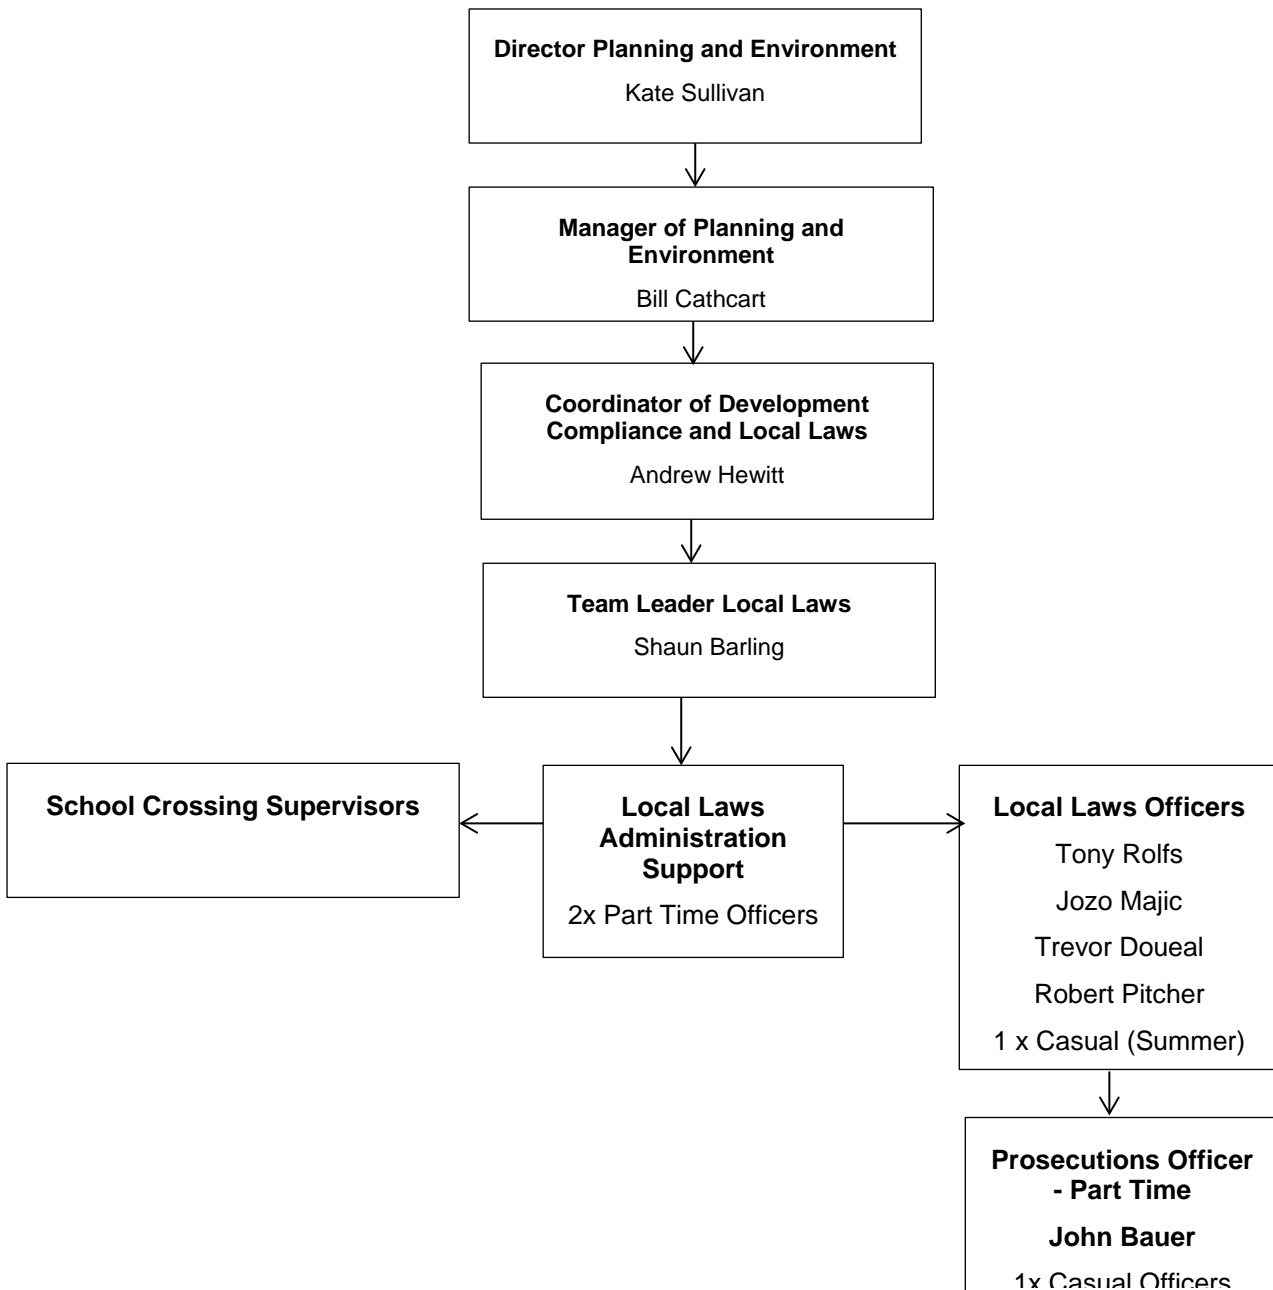 Director Planning and Environment
Kate Sullivan
Manager of Planning and
Environment
Bill Cathcart
Coordinator of Development
Compliance and Local Laws
Andrew Hewitt
Team Leader Local Laws
Shaun Barling
School Crossing Supervisors
Local Laws
Administration
Support
2x Part Time Officers
Local Laws Officers
Tony Rolfs
Jozo Majic
Trevor Doueal
Robert Pitcher
1 x Casual (Summer)
Prosecutions Officer
- Part Time
John Bauer
1x Casual Officers